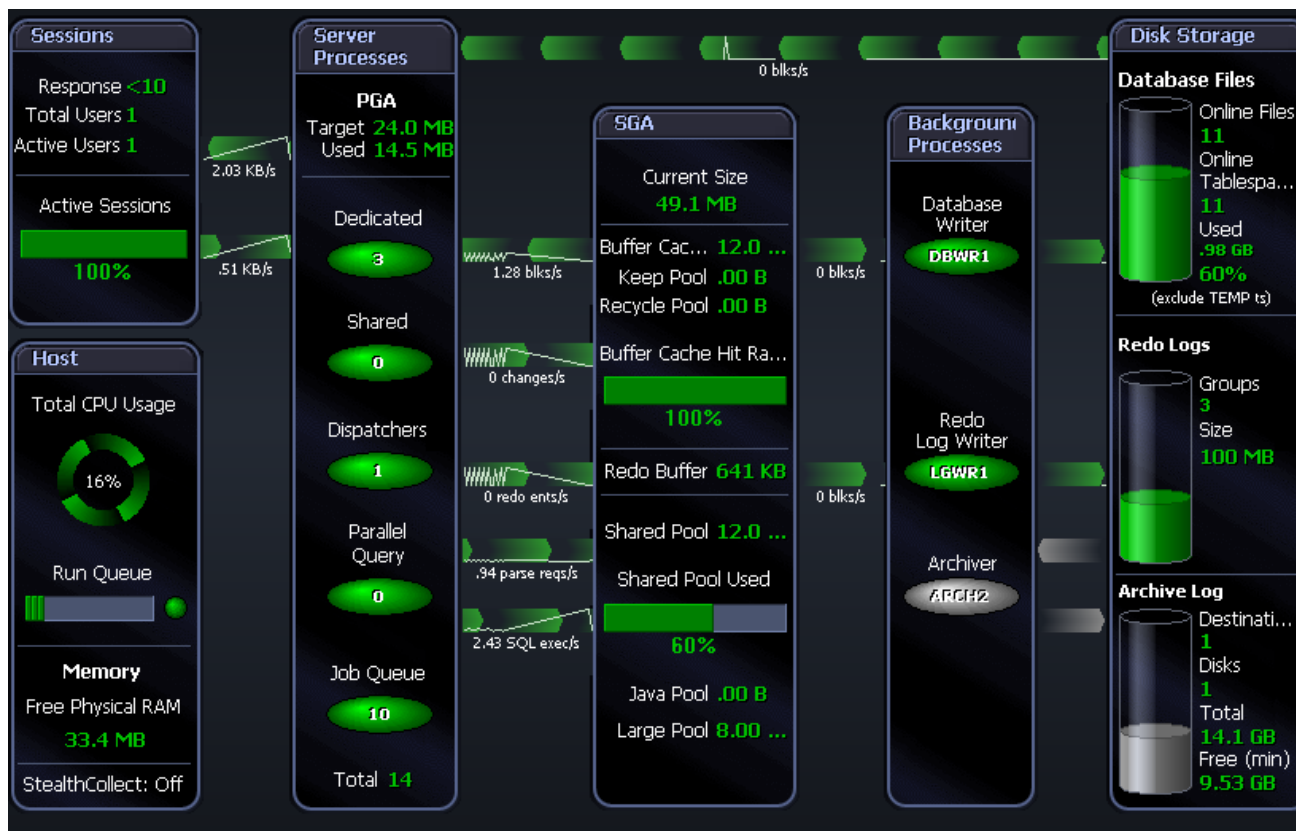 Sessions
Response <10
Total Users 1
Active Users 1
Active Sessions
100%
Host
Total CPU Usage
16%
Run Queue
Memory
Free Physical RAM
33.4 MB
StealthCollect: Off
2.03 KB/s
.51 KB/s
Server
Processes
PGA
Target 24.0 MB
Used 14.5 MB
Dedicated
3
Shared
0
Dispatchers
1
Parallel
Query
0
Job Queue
10
Total 14
0 blks/s
1.28 blks/s
0 changes/s
0 redo ents/s
.94 parse reqs/s
2.43 SQL exec/s
SGA
Current Size
49.1 MB
Buffer Cac... 12.0 ...
Keep Pool .00 B
Recycle Pool .00 B
Buffer Cache Hit Ra...
100%
Redo Buffer 641 KB
Shared Pool 12.0 ...
Shared Pool Used
60%
Java Pool .00 B
Large Pool 8.00 ...
0 blks/s
0 blks/s
Backgroun
Processes
Database
Writer
DBWR1
Redo
Log Writer
LGWR1
Archiver
ARCH2
Disk Storage
Database Files
Online Files
11
Online
Tablespa...
11
Used
.98 GB
60%
(exclude TEMP ts)
Redo Logs
Groups
3
Size
100 MB
Archive Log
Destinati...
1
Disks
1
Total
14.1 GB
Free (min)
9.53 GB